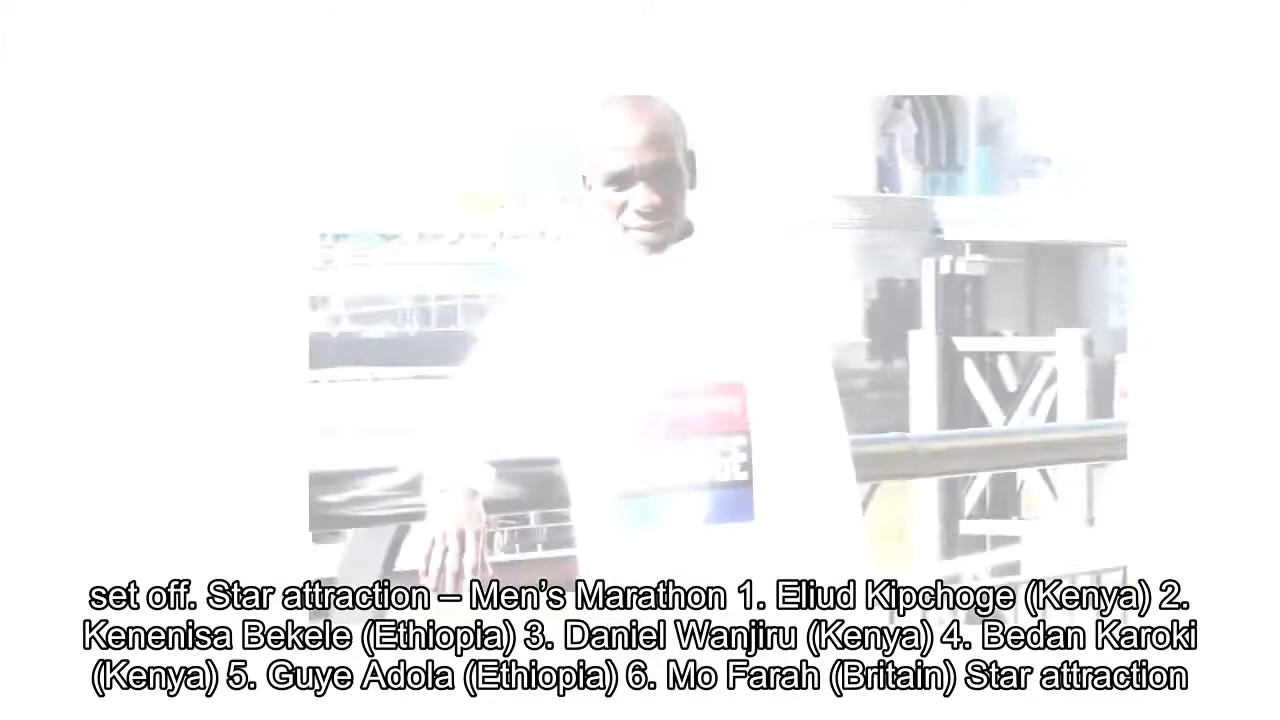 set off. Star attraction – Men’s Marathon 1. Eliud Kipchoge (Kenya) 2.
Kenenisa Bekele (Ethiopia) 3. Daniel Wanjiru (Kenya) 4. Bedan Karoki
(Kenya) 5. Guye Adola (Ethiopia) 6. Mo Farah (Britain) Star attraction